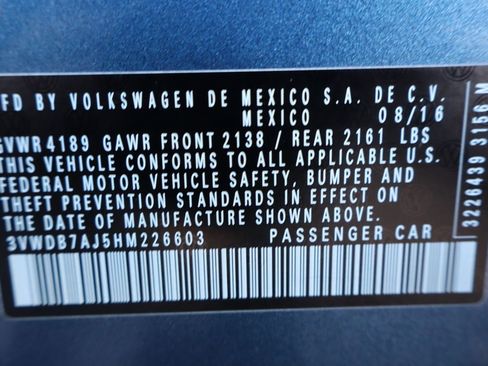 FD BY VOLKSWAGEN DE MEXICO S.A. DE C.V.
MEXICO 08/16
GVWR4189 GAWR FRONT 2138 / REAR 2161 LBS
THIS VEHICLE CONFORMS TO ALL APPLICABLE U.S.
FEDERAL MOTOR VEHICLE SAFETY, BUMPER AND
THEFT PREVENTION STANDARDS IN EFFECT ON
THE DATE OF MANUFACTURE SHOWN ABOVE.
3VWDB7AJ5HM226603 PASSENGER CAR
3226439 3156 M